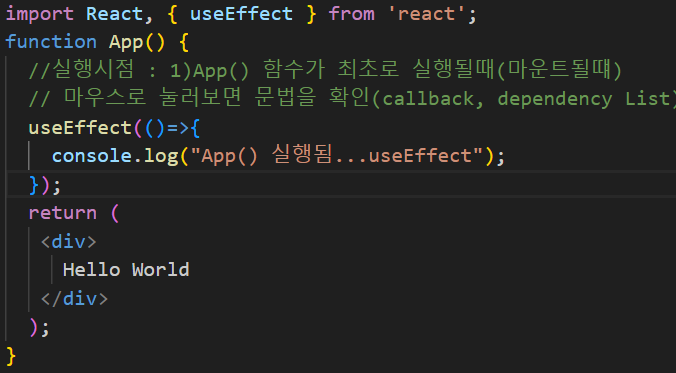 import React, { useEffect } from 'react';
function App() {
//실행시점 : 1)App() 함수가 최초로 실행될때(마운트될때)
// 마우스로 눌러보면 문법을 확인(callback, dependency List)
useEffect(()=>{
console.log("App() 실행됨...useEffect");
});
return (
<div>
Hello World
</div>
);
}